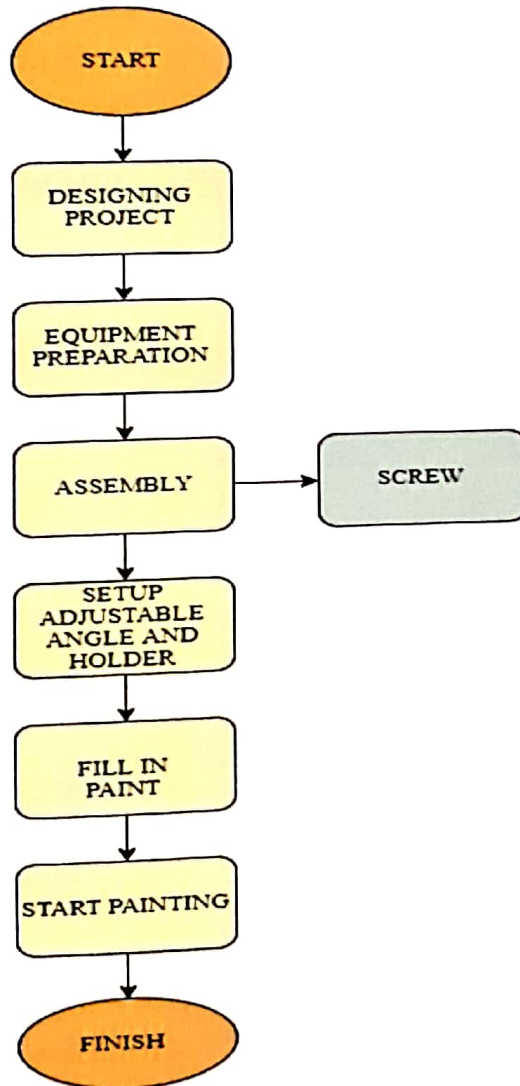 START
DESIGNING
PROJECT
EQUIPMENT
PREPARATION
ASSEMBLY
SCREW
SETUP
ADJUSTABLE
ANGLE AND
HOLDER
FILL IN
PAINT
START PAINTING
FINISH